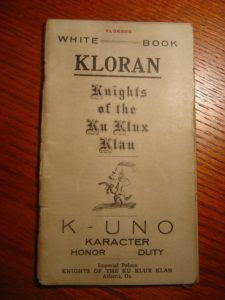 KLORERO
WHITE BOOK
KLORAN
Knights
of the
Ku Klux
Klan
K - UNO
KARACTER
HONOR DUTY
Imperial Palace
KNIGHTS OF THE KU KLUX KLAN
Atlanta, Ga.